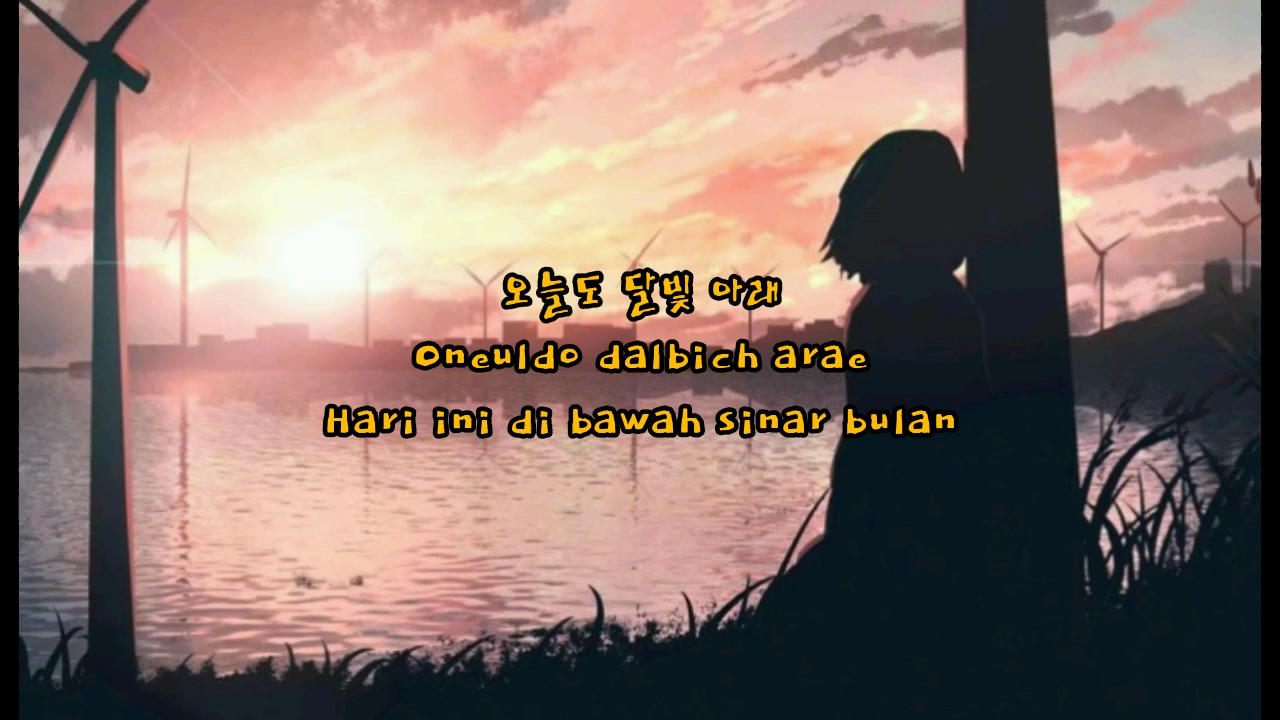 오늘도 달빛 아래
Oneuldo dalbich arae
Hari ini di bawah sinar bulan